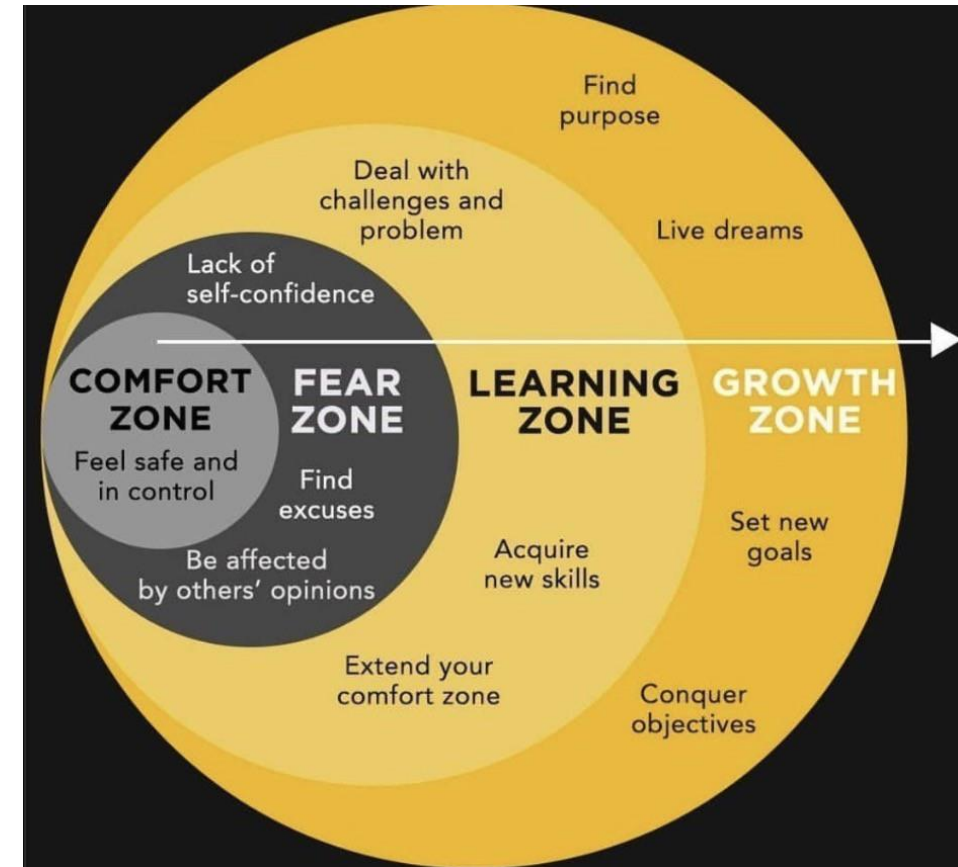 Find
purpose
Deal with
challenges and
problem
Live dreams
Lack of
self-confidence
COMFORT
ZONE
Feel safe and
in control
FEAR
ZONE
Find
excuses
Be affected
by others' opinions
LEARNING
ZONE
Acquire
new skills
Extend your
comfort zone
GROWTH
ZONE
Set new
goals
Conquer
objectives